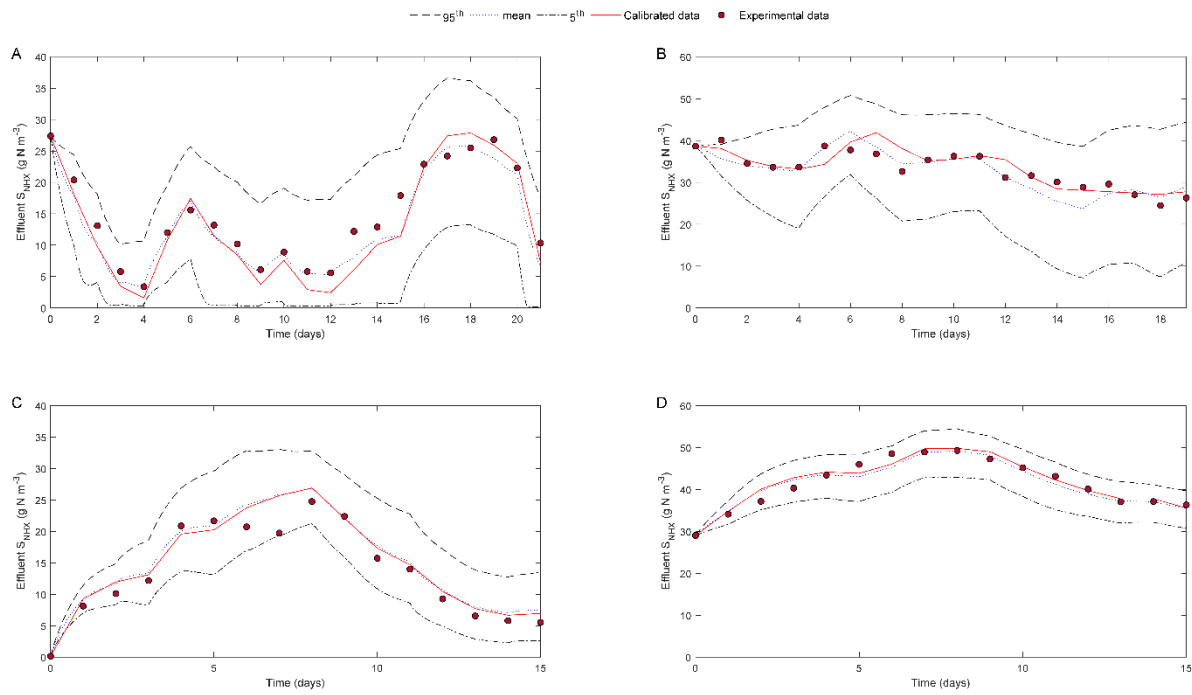 95th mean 5th Calibrated data Experimental data
A
40
35
30
25
20
15
10
5
0
Effluent SNHX (g N m-3)
0 2 4 6 8 10 12 14 16 18 20
Time (days)
B
60
50
40
30
20
10
0
Effluent SNHX (g N m-3)
0 2 4 6 8 10 12 14 16 18
Time (days)
C
40
35
30
25
20
15
10
5
0
Effluent SNHX (g N m-3)
0 5 10 15
Time (days)
D
60
50
40
30
20
10
0
Effluent SNHX (g N m-3)
0 5 10 15
Time (days)